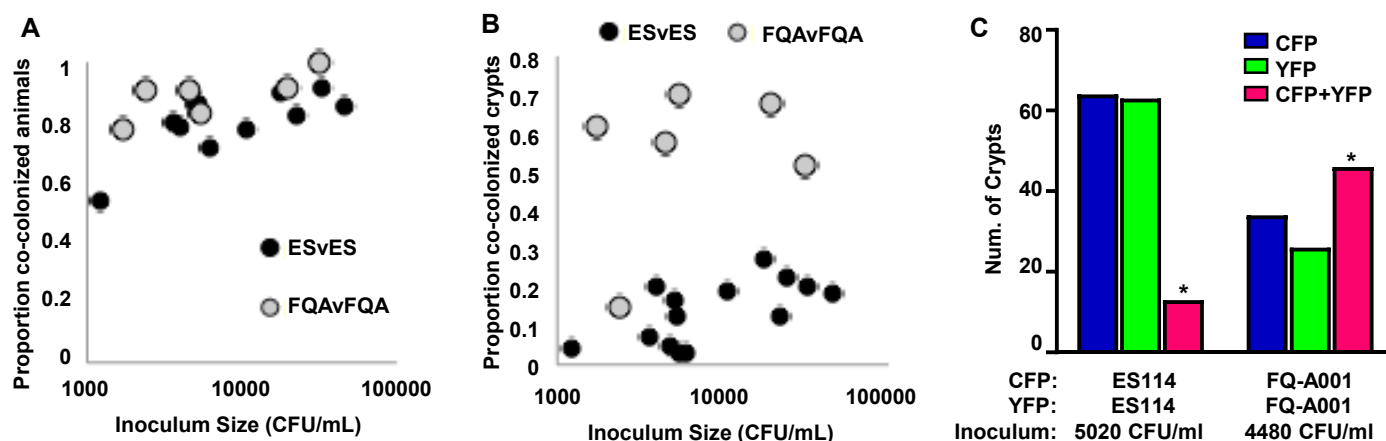 A
Proportion co-colonized animals
1
0.8
0.6
0.4
0.2
0
ESvES
FQAvFQA
1000 10000 100000
Inoculum Size (CFU/mL)
B
ESvES FQAvFQA
Proportion co-colonized crypts
0.8
0.7
0.6
0.5
0.4
0.3
0.2
0.1
0
1000 10000 100000
Inoculum Size (CFU/mL)
C
Num. of Crypts
80
60
40
20
0
CFP
YFP
CFP+YFP
* *
CFP: ES114 FQ-A001
YFP: ES114 FQ-A001
Inoculum: 5020 CFU/ml 4480 CFU/ml